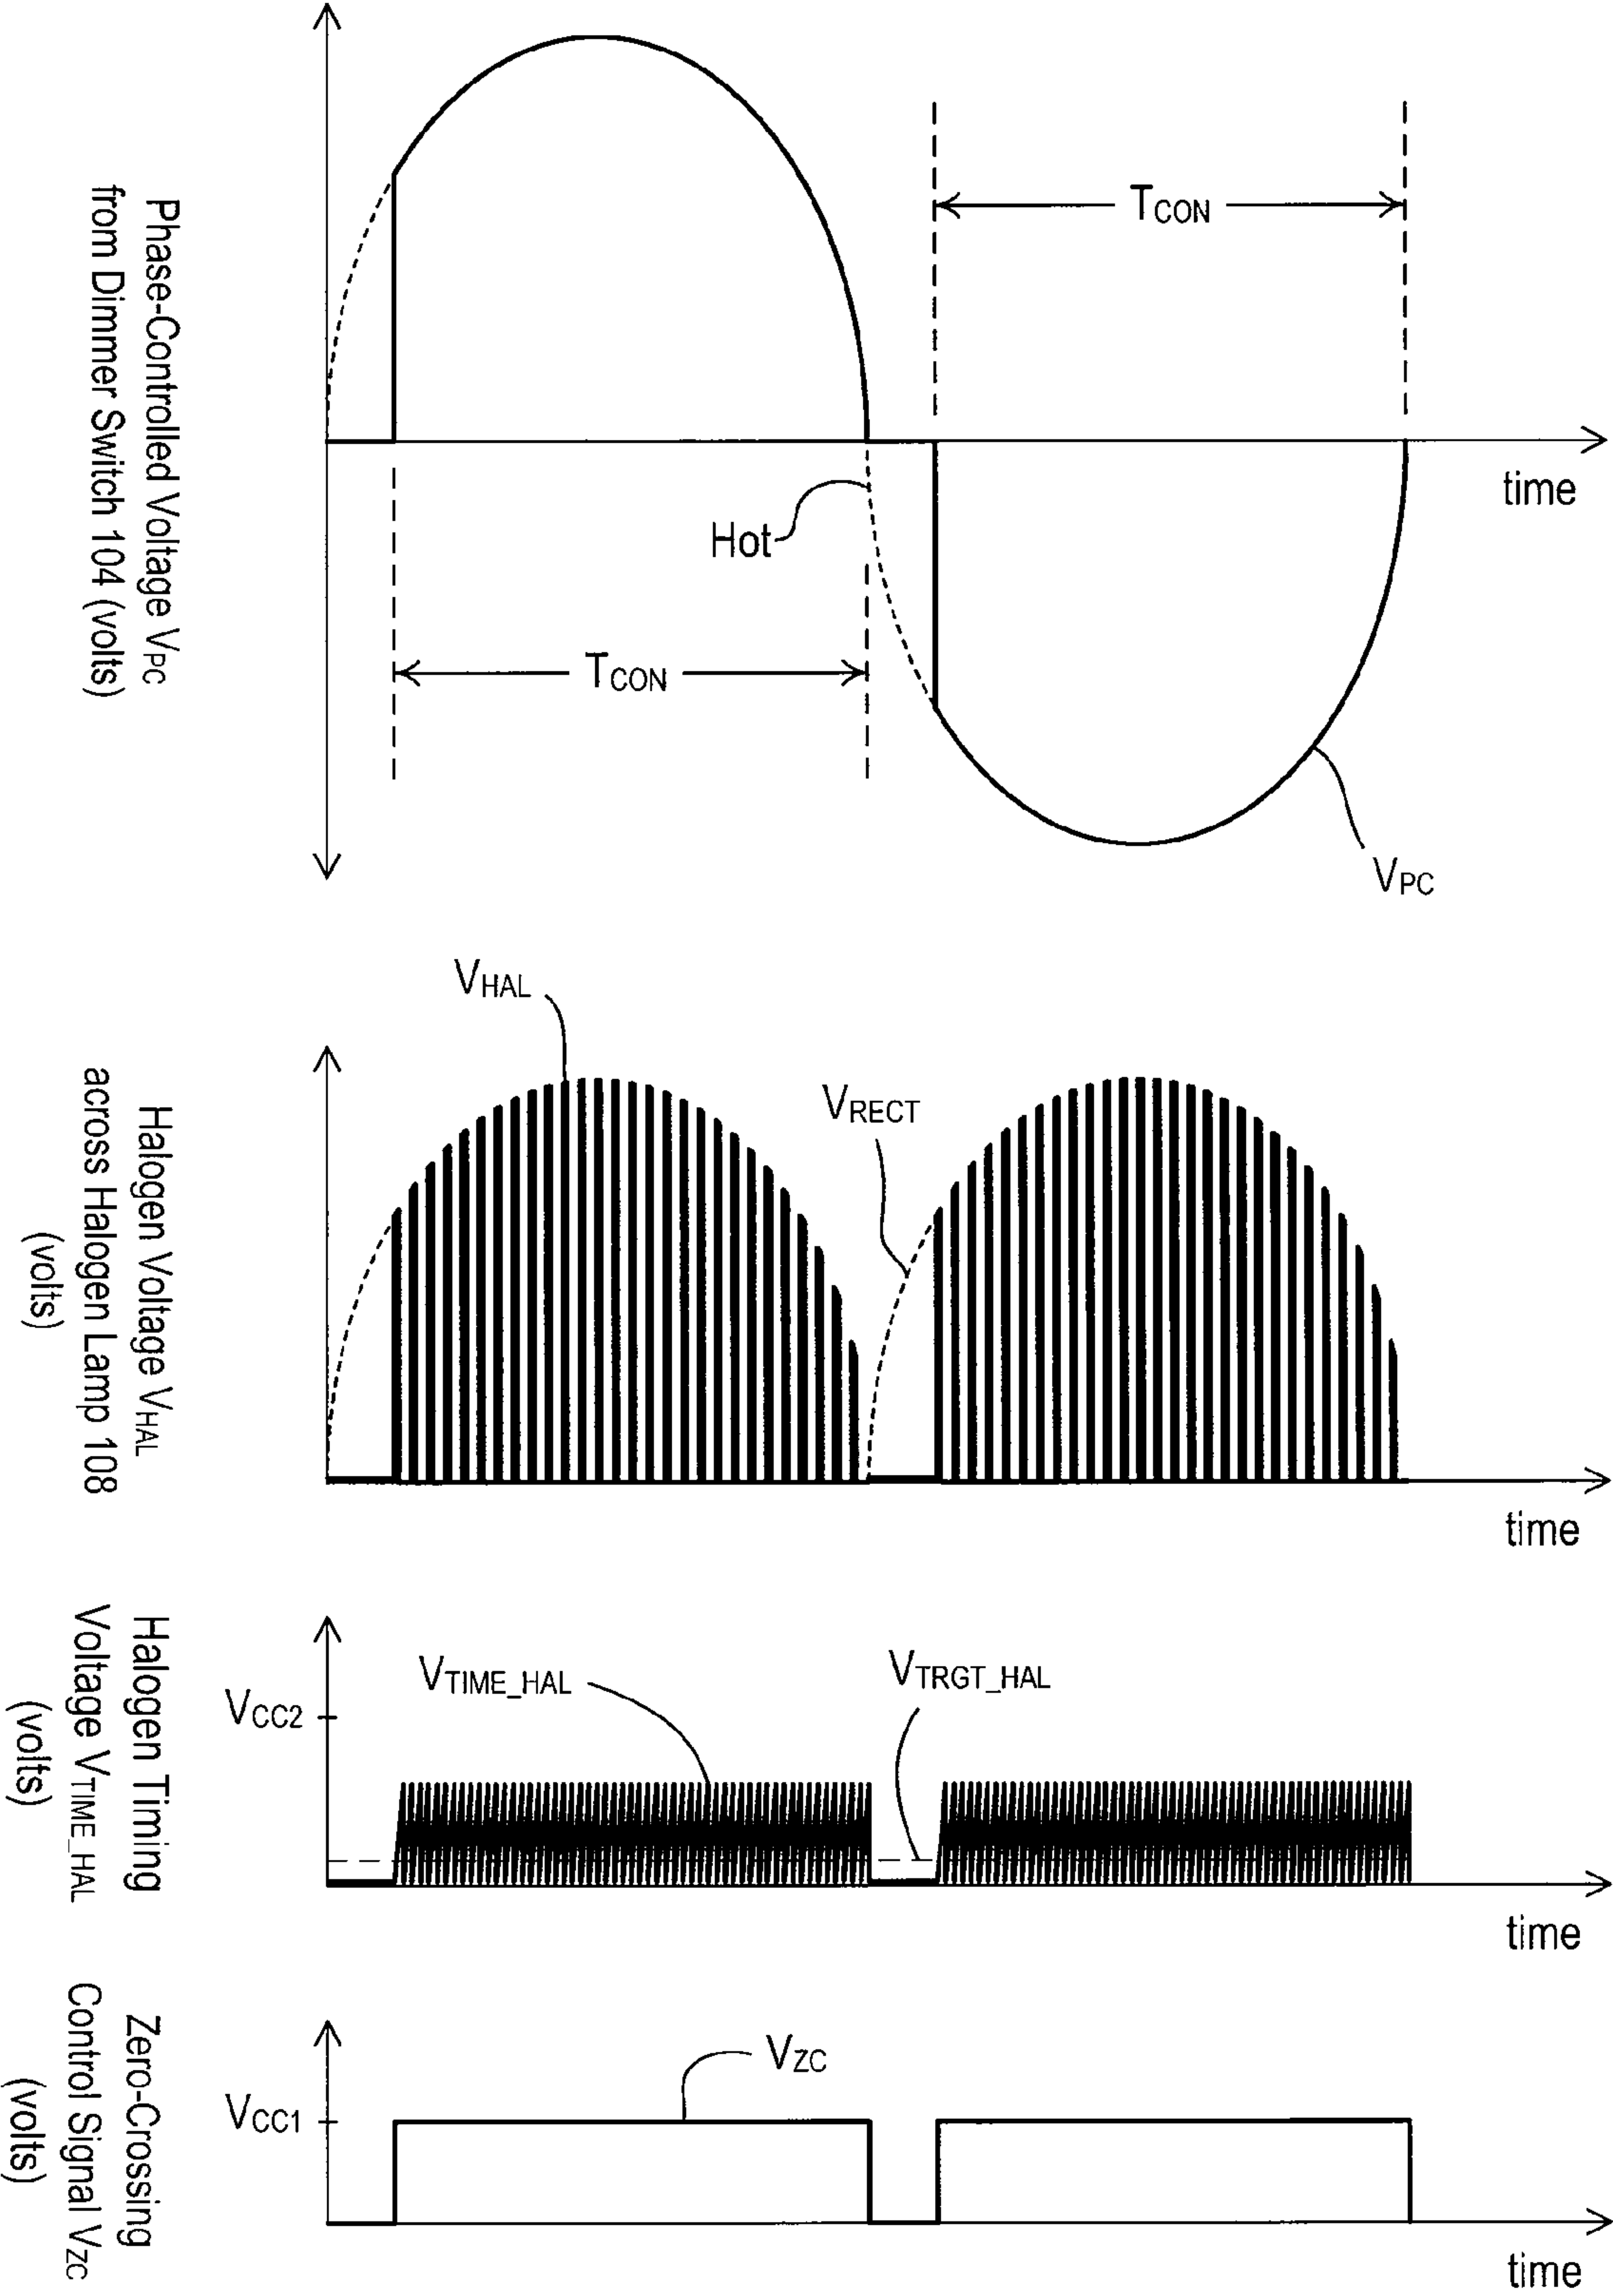 Phase-Controlled Voltage VPC
from Dimmer Switch 104 (volts)
TCON
time
Hot
TCON
VPC
Halogen Voltage VHAL
across Halogen Lamp 108
(volts)
VHAL
VRECT
time
Halogen Timing
Voltage VTIME_HAL
(volts)
VTIME_HAL
VTRGT_HAL
VCC2
time
Zero-Crossing
Control Signal VZC
(volts)
VZC
VCC1
time